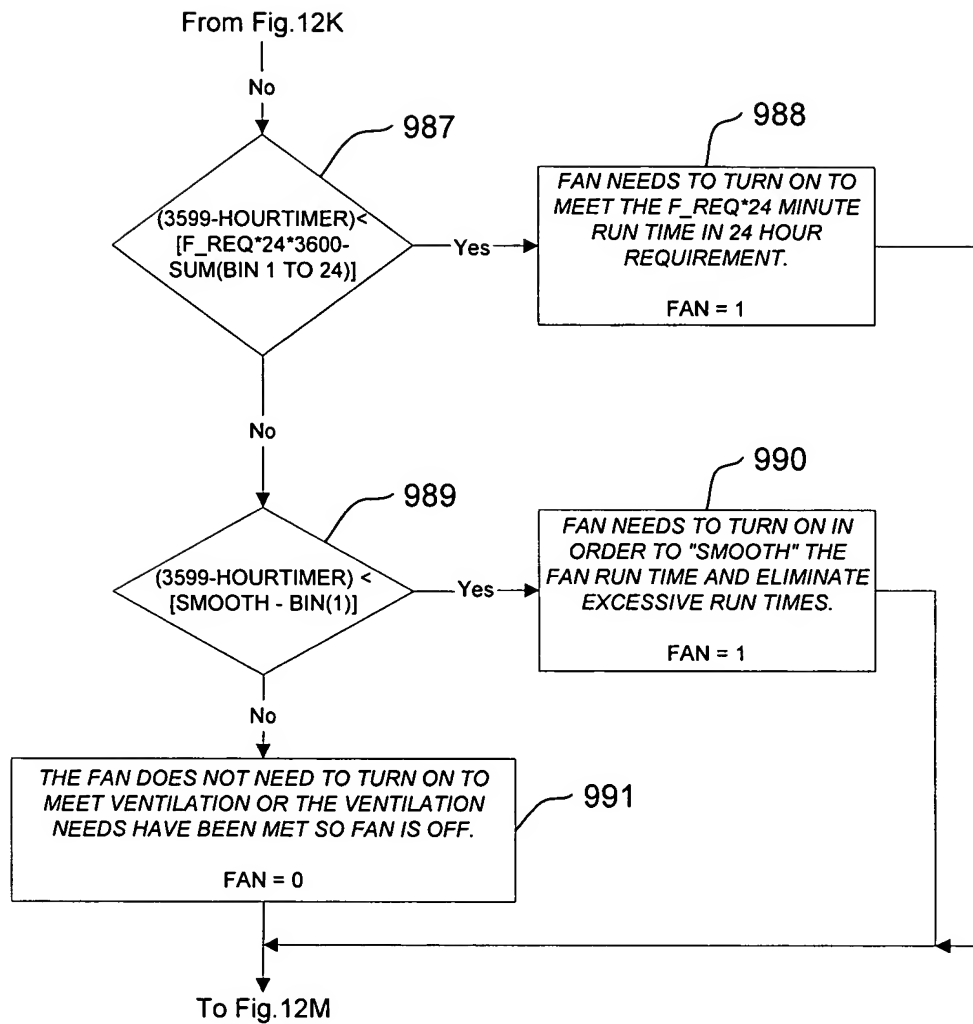 From Fig.12K
No
987
(3599-HOURTIMER)<
[F_REQ*24*3600-
SUM(BIN 1 TO 24)]
Yes
988
FAN NEEDS TO TURN ON TO
MEET THE F_REQ*24 MINUTE
RUN TIME IN 24 HOUR
REQUIREMENT.
FAN = 1
No
989
(3599-HOURTIMER) <
[SMOOTH - BIN(1)]
Yes
990
FAN NEEDS TO TURN ON IN
ORDER TO "SMOOTH" THE
FAN RUN TIME AND ELIMINATE
EXCESSIVE RUN TIMES.
FAN = 1
No
THE FAN DOES NOT NEED TO TURN ON TO
MEET VENTILATION OR THE VENTILATION
NEEDS HAVE BEEN MET SO FAN IS OFF.
FAN = 0
991
To Fig.12M